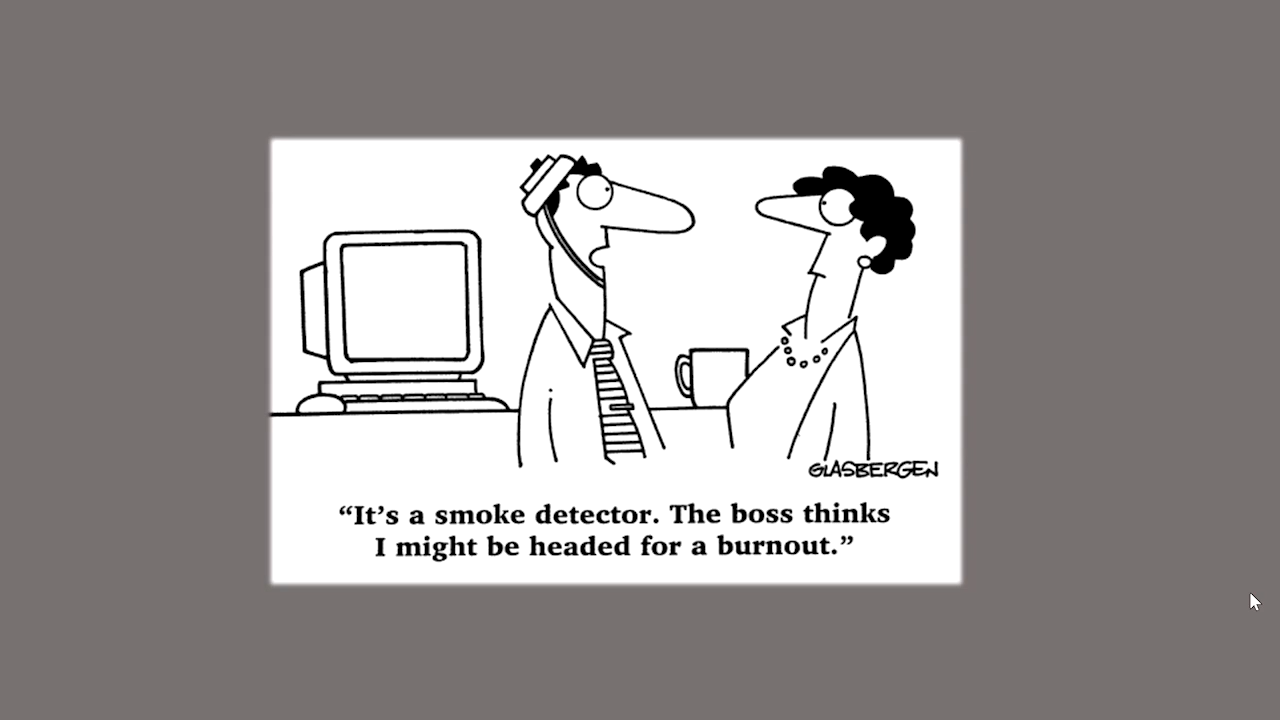 GLASBERGEN
“It’s a smoke detector. The boss thinks
I might be headed for a burnout.”